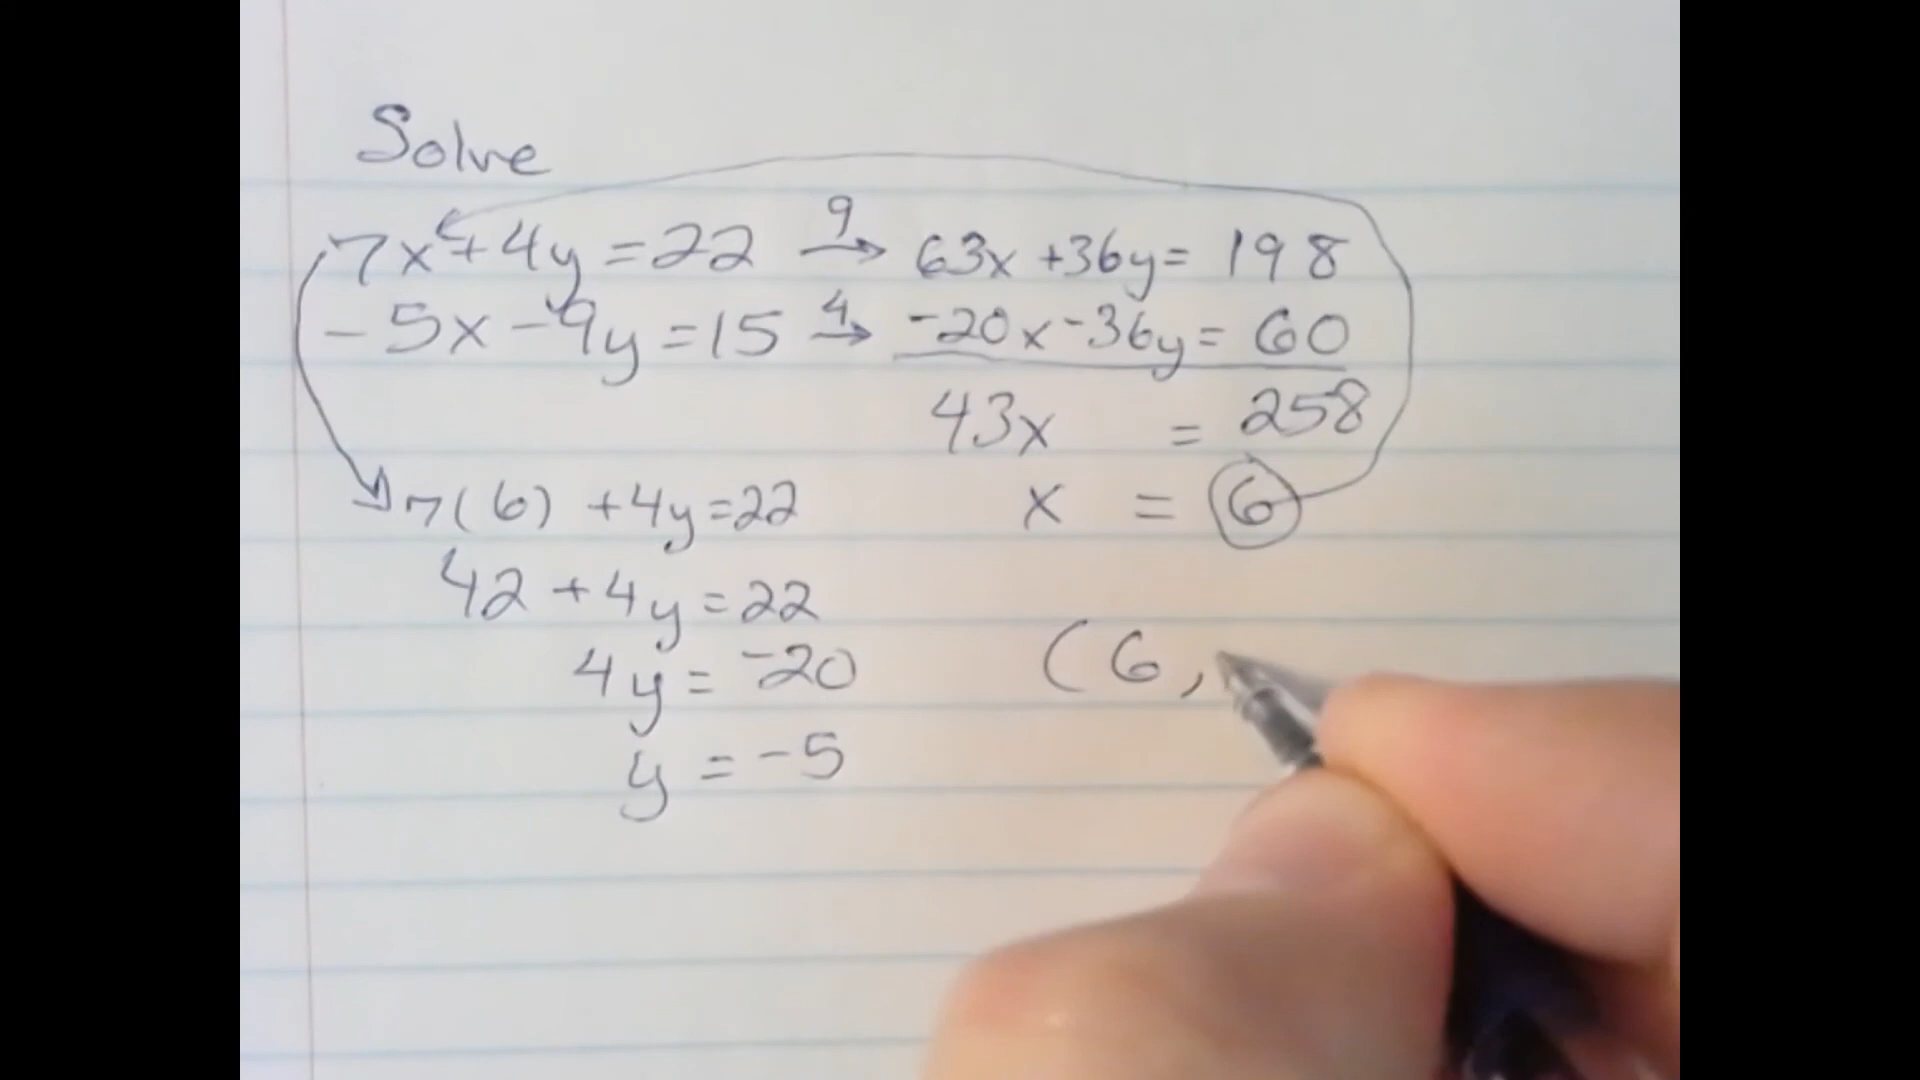 Solve
7x + 4y = 22 →9 63x + 36y = 198
-5x - 9y = 15 →4 -20x - 36y = 60
43x = 258
7(6) + 4y = 22 x = 6
42 + 4y = 22
4y = -20 (6,
y = -5